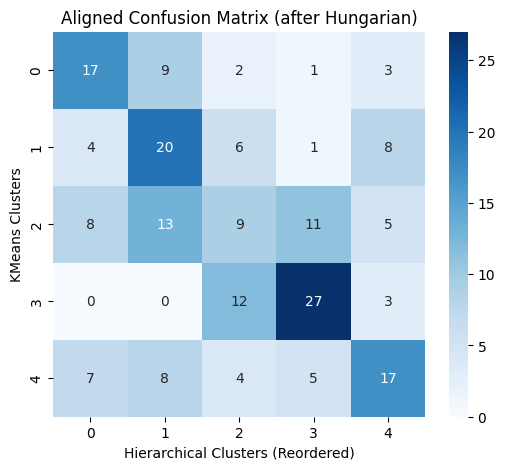 Aligned Confusion Matrix (after Hungarian)
0 17 9 2 1 3
1 4 20 6 1 8
2 8 13 9 11 5
3 0 0 12 27 3
4 7 8 4 5 17
0 1 2 3 4
KMeans Clusters
Hierarchical Clusters (Reordered)
25
20
15
10
5
0